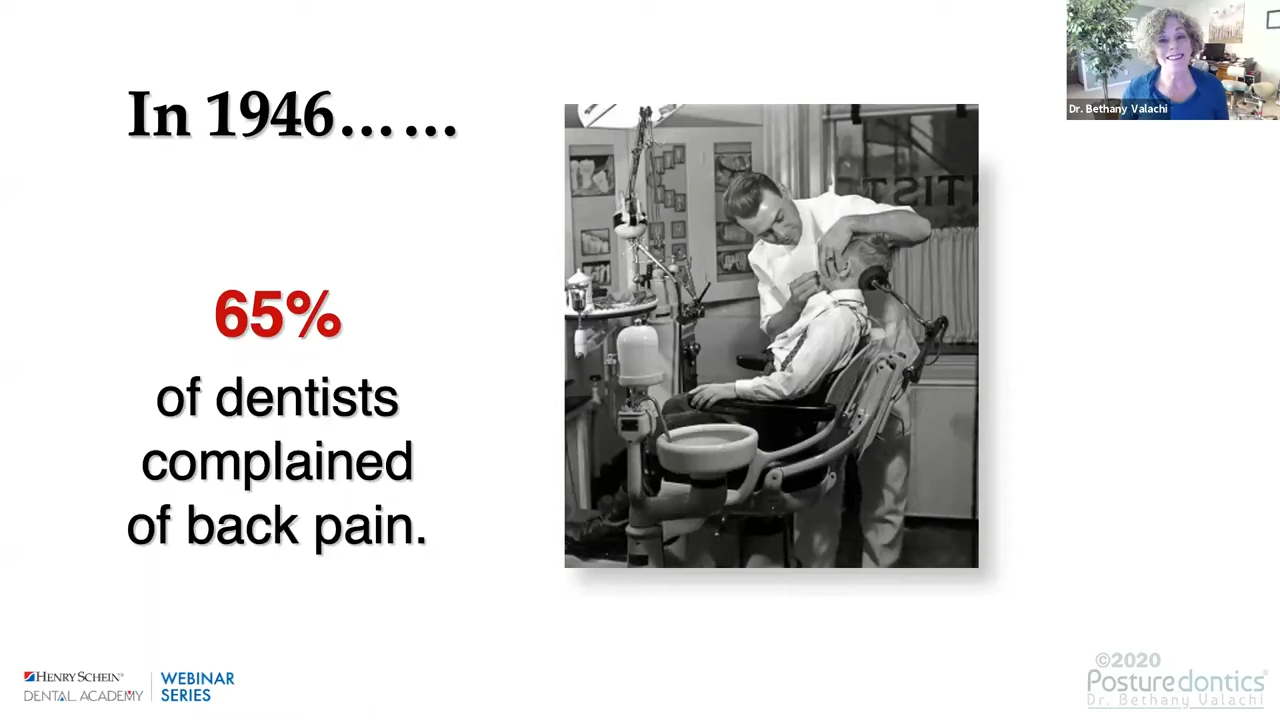 In 1946……
Dr. Bethany Valachi
TIST
65%
of dentists
complained
of back pain.
HENRY SCHEIN®
DENTAL ACADEMY
WEBINAR
SERIES
©2020
Posturedontics®
Dr. Bethany Valachi